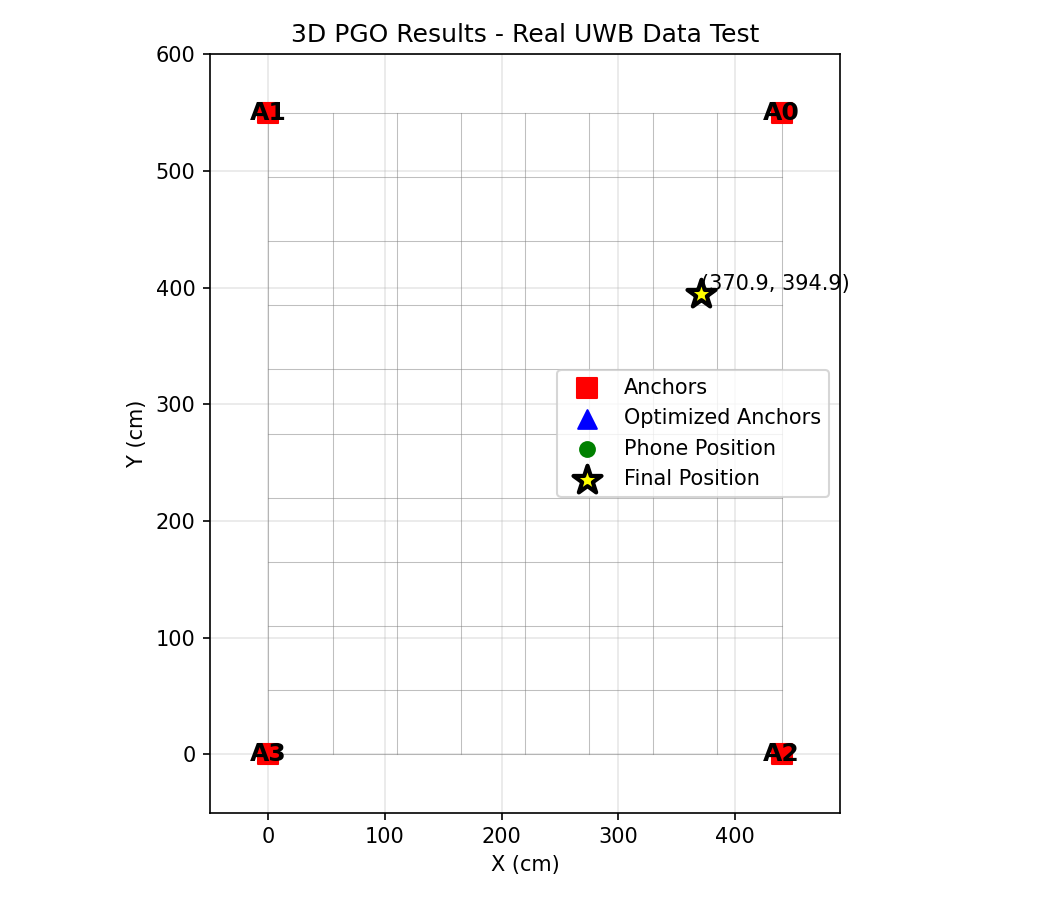 3D PGO Results - Real UWB Data Test
600
A1
A0
500
400
(370.9, 394.9)
Anchors
Optimized Anchors
Phone Position
Final Position
300
200
100
0
A3
A2
0 100 200 300 400
X (cm)
Y (cm)